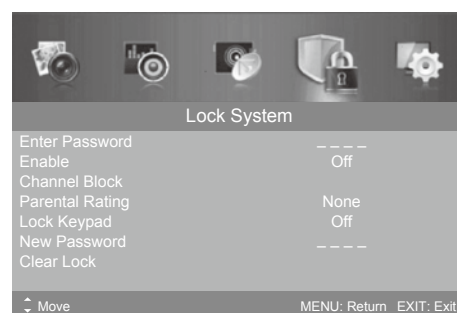 Lock System
Enter Password _ _ _ _
Enable Off
Channel Block
Parental Rating None
Lock Keypad Off
New Password _ _ _ _
Clear Lock
Move MENU: Return EXIT: Exit